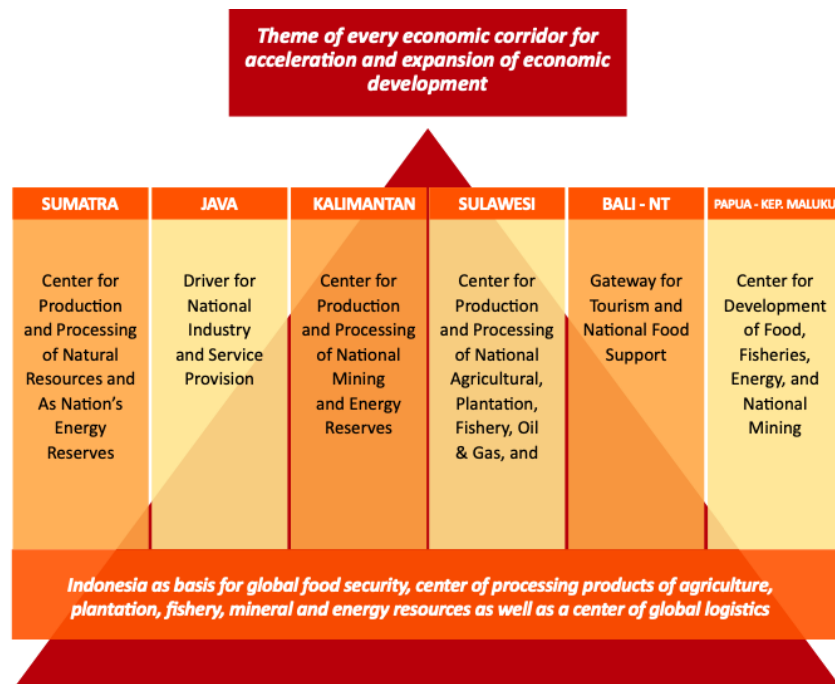 Theme of every economic corridor for
acceleration and expansion of economic
development
SUMATRA
Center for
Production
and Processing
of Natural
Resources and
As Nation's
Energy
Reserves
JAVA
Driver for
National
Industry
and Service
Provision
KALIMANTAN
Center for
Production
and Processing
of National
Mining
and Energy
Reserves
SULAWESI
Center for
Production
and Processing
of National
Agricultural,
Plantation,
Fishery, Oil
& Gas, and
BALI - NT
Gateway for
Tourism and
National Food
Support
PAPUA - KEP. MALUKU
Center for
Development
of Food,
Fisheries,
Energy, and
National
Mining
Indonesia as basis for global food security, center of processing products of agriculture,
plantation, fishery, mineral and energy resources as well as a center of global logistics